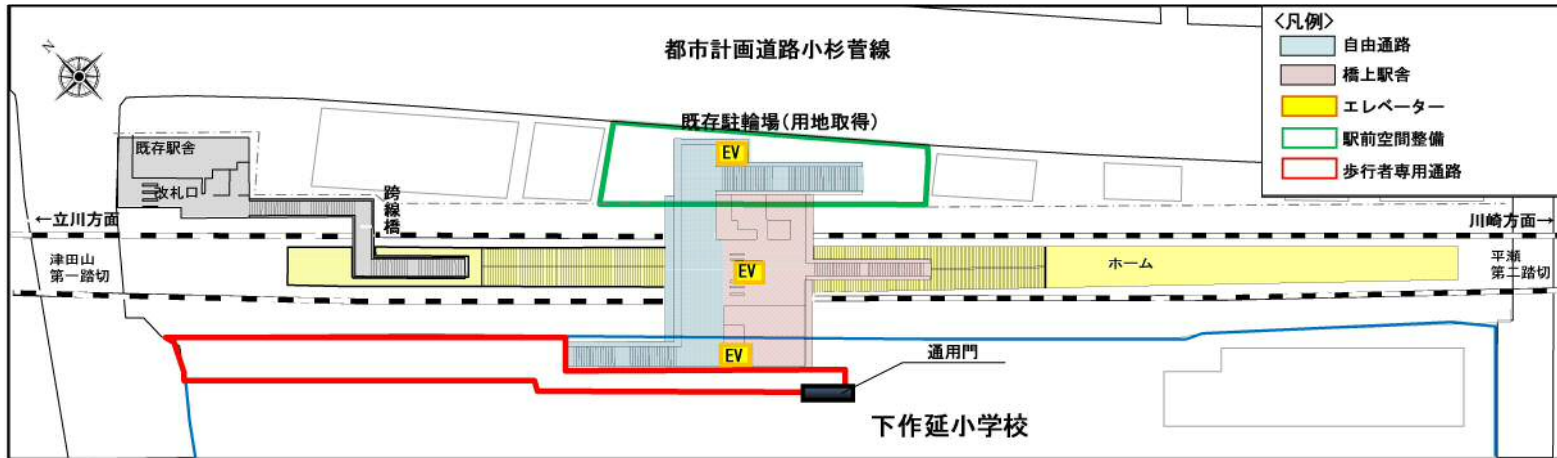 N
都市計画道路小杉菅線
<凡例>
自由通路
橋上駅舎
エレベーター
駅前空間整備
歩行者専用通路
既存駐輪場(用地取得)
既存駅舎
改札口
跨線橋
EV
←立川方面
川崎方面→
津田山
第一踏切
EV
ホーム
平瀬
第二踏切
EV
通用門
下作延小学校